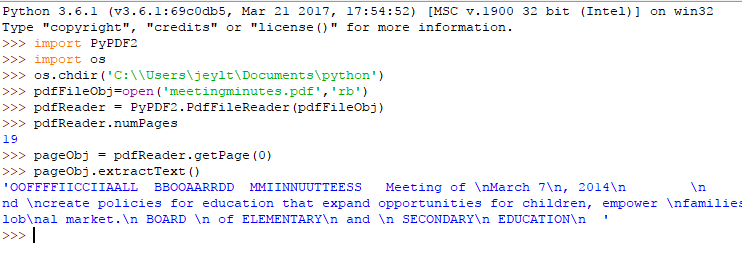 Python 3.6.1 (v3.6.1:69c0db5, Mar 21 2017, 17:54:52) [MSC v.1900 32 bit (Intel)] on win32
Type "copyright", "credits" or "license()" for more information.
>>> import PyPDF2
>>> import os
>>> os.chdir('C:\\Users\jeylt\Documents\python')
>>> pdfFileObj=open('meetingminutes.pdf','rb')
>>> pdfReader = PyPDF2.PdfFileReader(pdfFileObj)
>>> pdfReader.numPages
19
>>> pageObj = pdfReader.getPage(0)
>>> pageObj.extractText()
'OOFFFFIICCIIAALL  BBOOAARRDD  MMIINNUUTTEESS   Meeting of \nMarch 7\n, 2014\n        \n
nd \ncreate policies for education that expand opportunities for children, empower \nfamilies
lob\nal market.\n BOARD \n of ELEMENTARY\n and \n SECONDARY\n EDUCATION\n  '
>>>